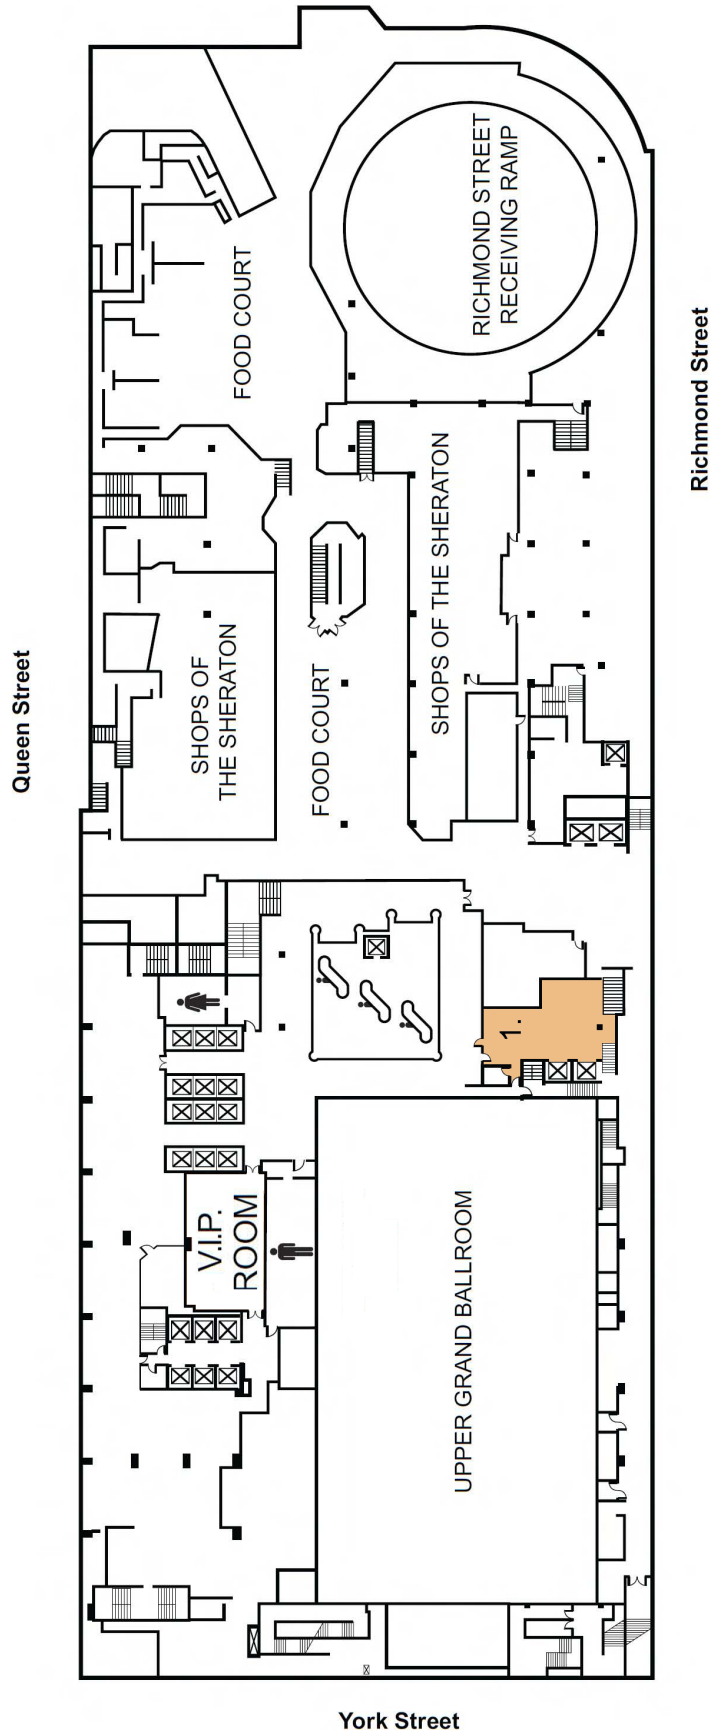 RICHMOND STREET
RECEIVING RAMP
FOOD COURT
Richmond Street
SHOPS OF THE SHERATON
Queen Street
SHOPS OF
THE SHERATON
FOOD COURT
1.
V.I.P.
ROOM
UPPER GRAND BALLROOM
York Street